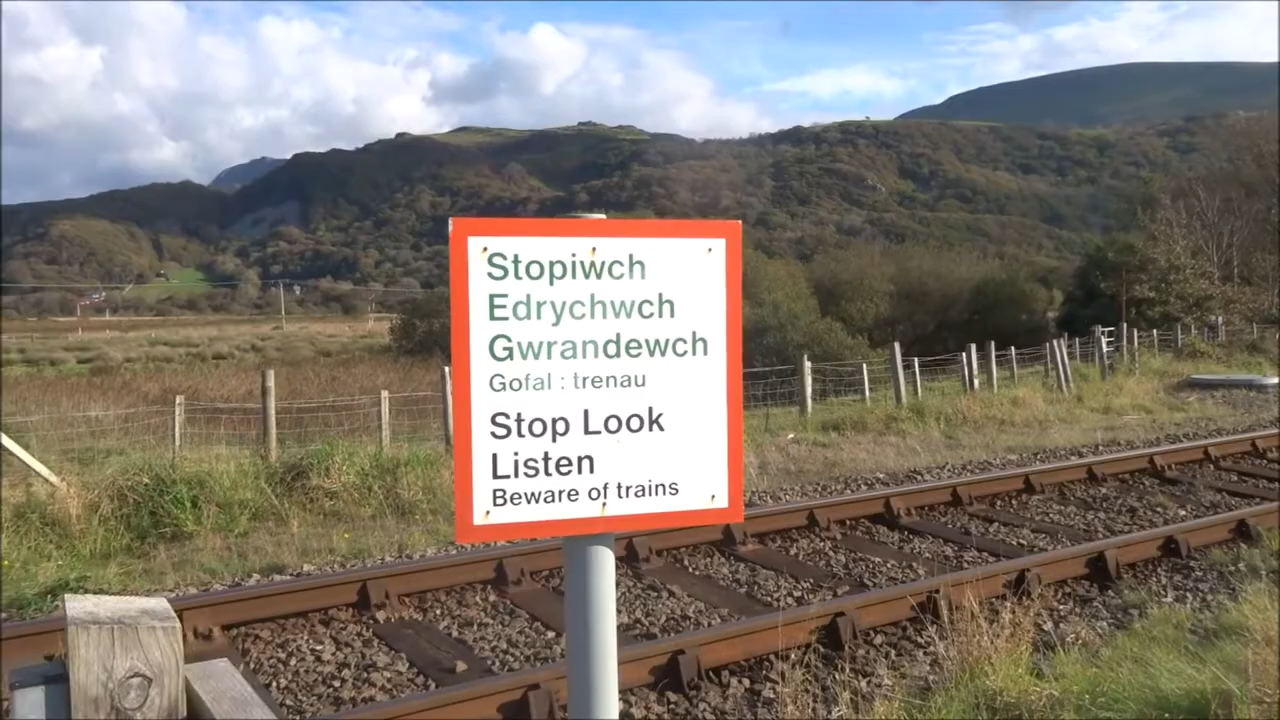 Stopiwch
Edrychwch
Gwrandewch
Gofal : trenau
Stop Look
Listen
Beware of trains